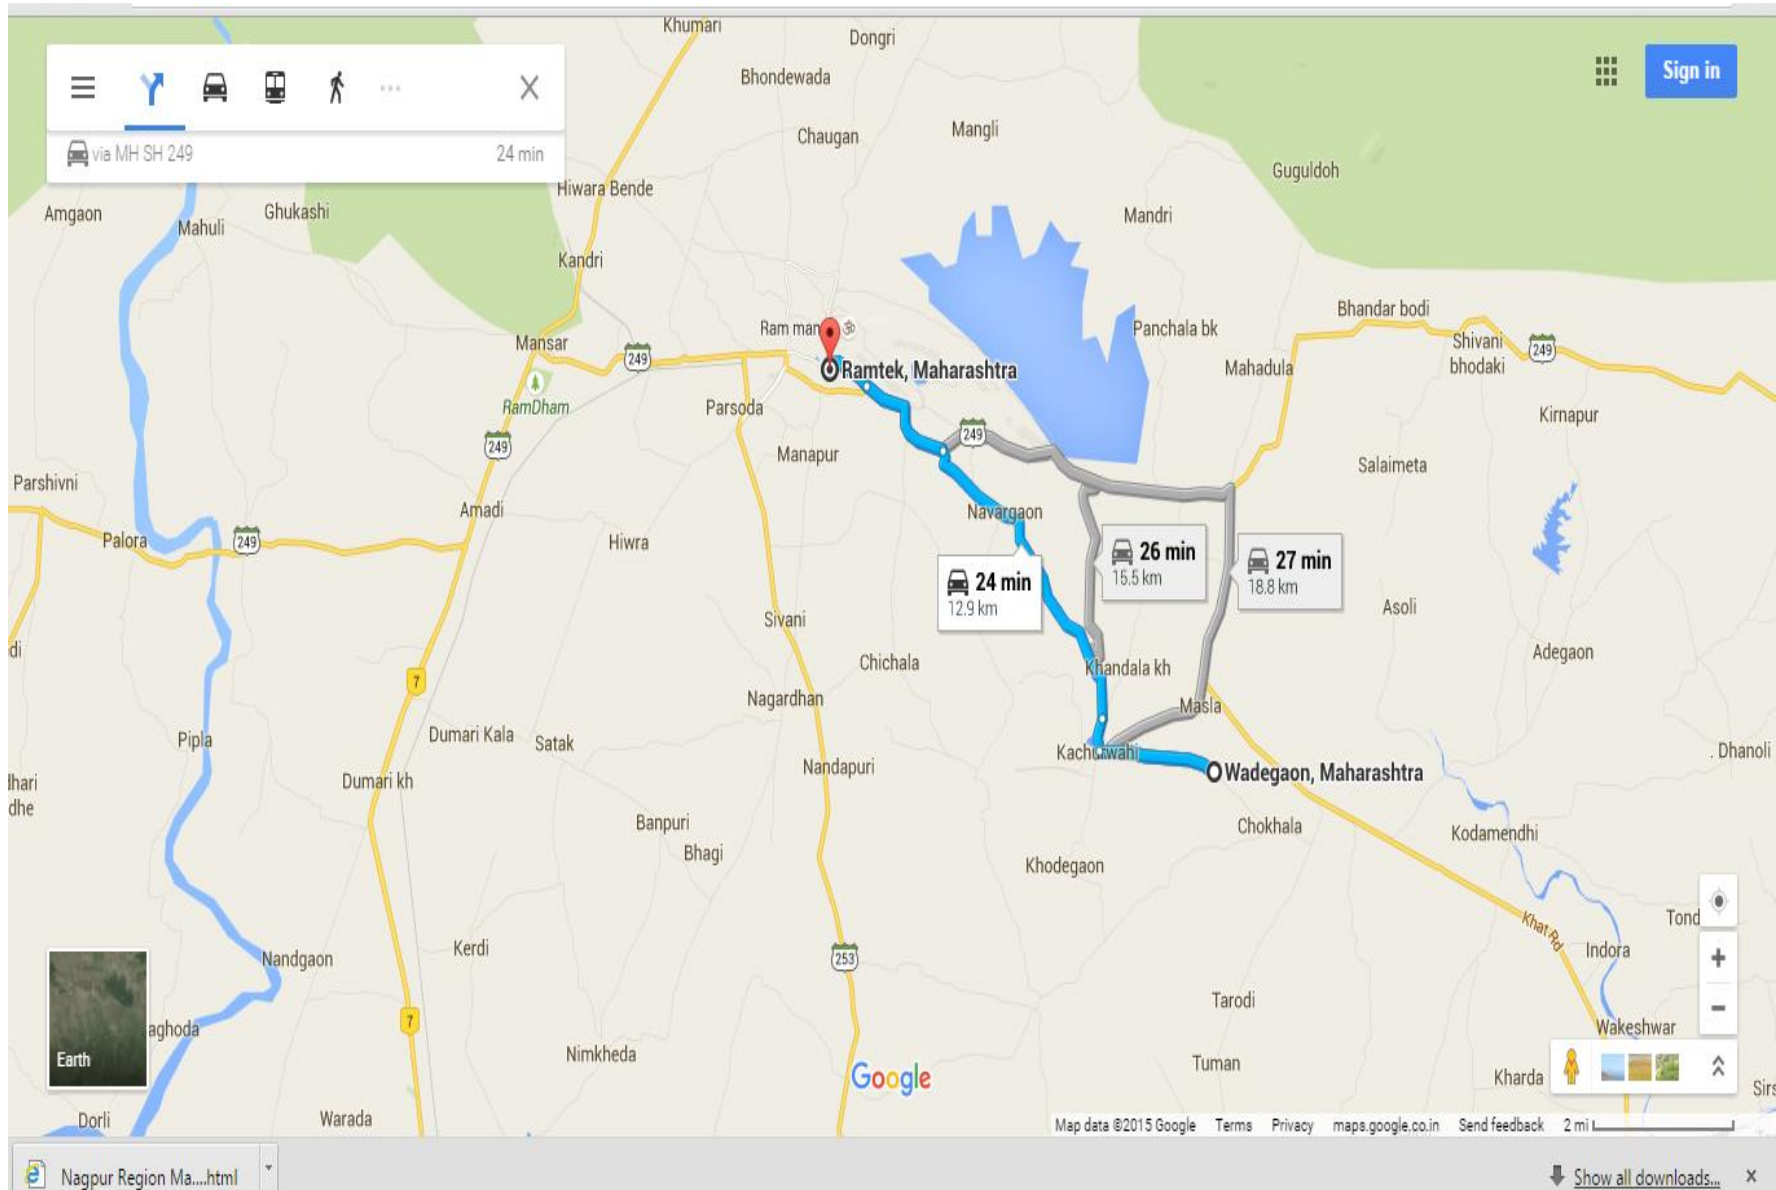 Khumari
Dongri
Sign in
Bhondewada
via MH SH 249 24 min
Chaugan
Mangli
Guguldoh
Hiwara Bende
Amgaon
Mahuli
Ghukashi
Mandri
Kandri
Bhandar bodi
Ram man
Panchala bk
Mansar
249
Shivani
bhodaki
249
Ramtek, Maharashtra
Mahadula
RamDham
Parsoda
Kirnapur
249
249
Manapur
Salaimeta
Parshivni
Amadi
Navargaon
Palora
249
Hiwra
24 min
12.9 km
26 min
15.5 km
27 min
18.8 km
Asoli
Sivani
di
Chichala
Khandala kh
Adegaon
7
Nagardhan
Masla
Pipla
Dumari Kala
Satak
Kachurwahi
. Dhanoli
Nandapuri
Wadegaon, Maharashtra
dhari
dhe
Dumari kh
Banpuri
Bhagi
Chokhala
Kodamendhi
Khodegaon
Tond
Khat Rd
Indora
Kerdi
Nandgaon
253
Tarodi
7
aghoda
Wakeshwar
Earth
Nimkheda
Tuman
Google
Kharda
Sirs
Dorli
Warada
Map data ©2015 Google Terms Privacy maps.google.co.in Send feedback 2 mi
Nagpur Region Ma....html
Show all downloads...